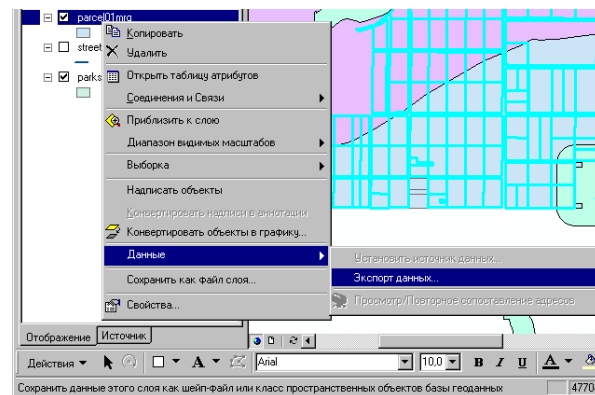 parcel01mrg
Копировать
street
Удалить
parks
Открыть таблицу атрибутов
Соединения и Связи
Приблизить к слою
Диапазон видимых масштабов
Выборка
Надписать объекты
Конвертировать надписи в аннотации
Конвертировать объекты в графику...
Данные
Установить источник данных...
Сохранить как файл слоя...
Экспорт данных...
Свойства...
Просмотр/Повторное сопоставление адресов
Отображение Источник
Действия A Arial 10,0 B I U A
Сохранить данные этого слоя как шейп-файл или класс пространственных объектов базы геоданных 4770